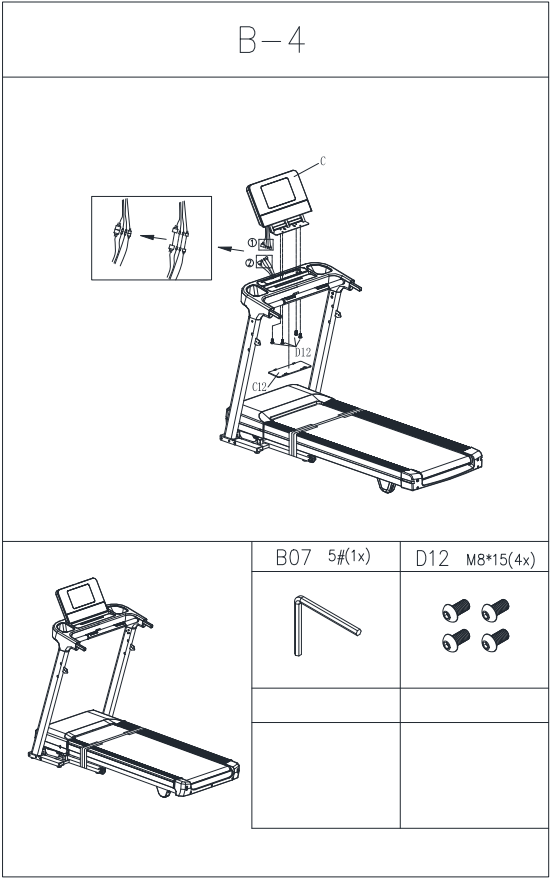 B-4
C
①
②
D12
C12
B07 5#(1x)
D12 M8*15(4x)